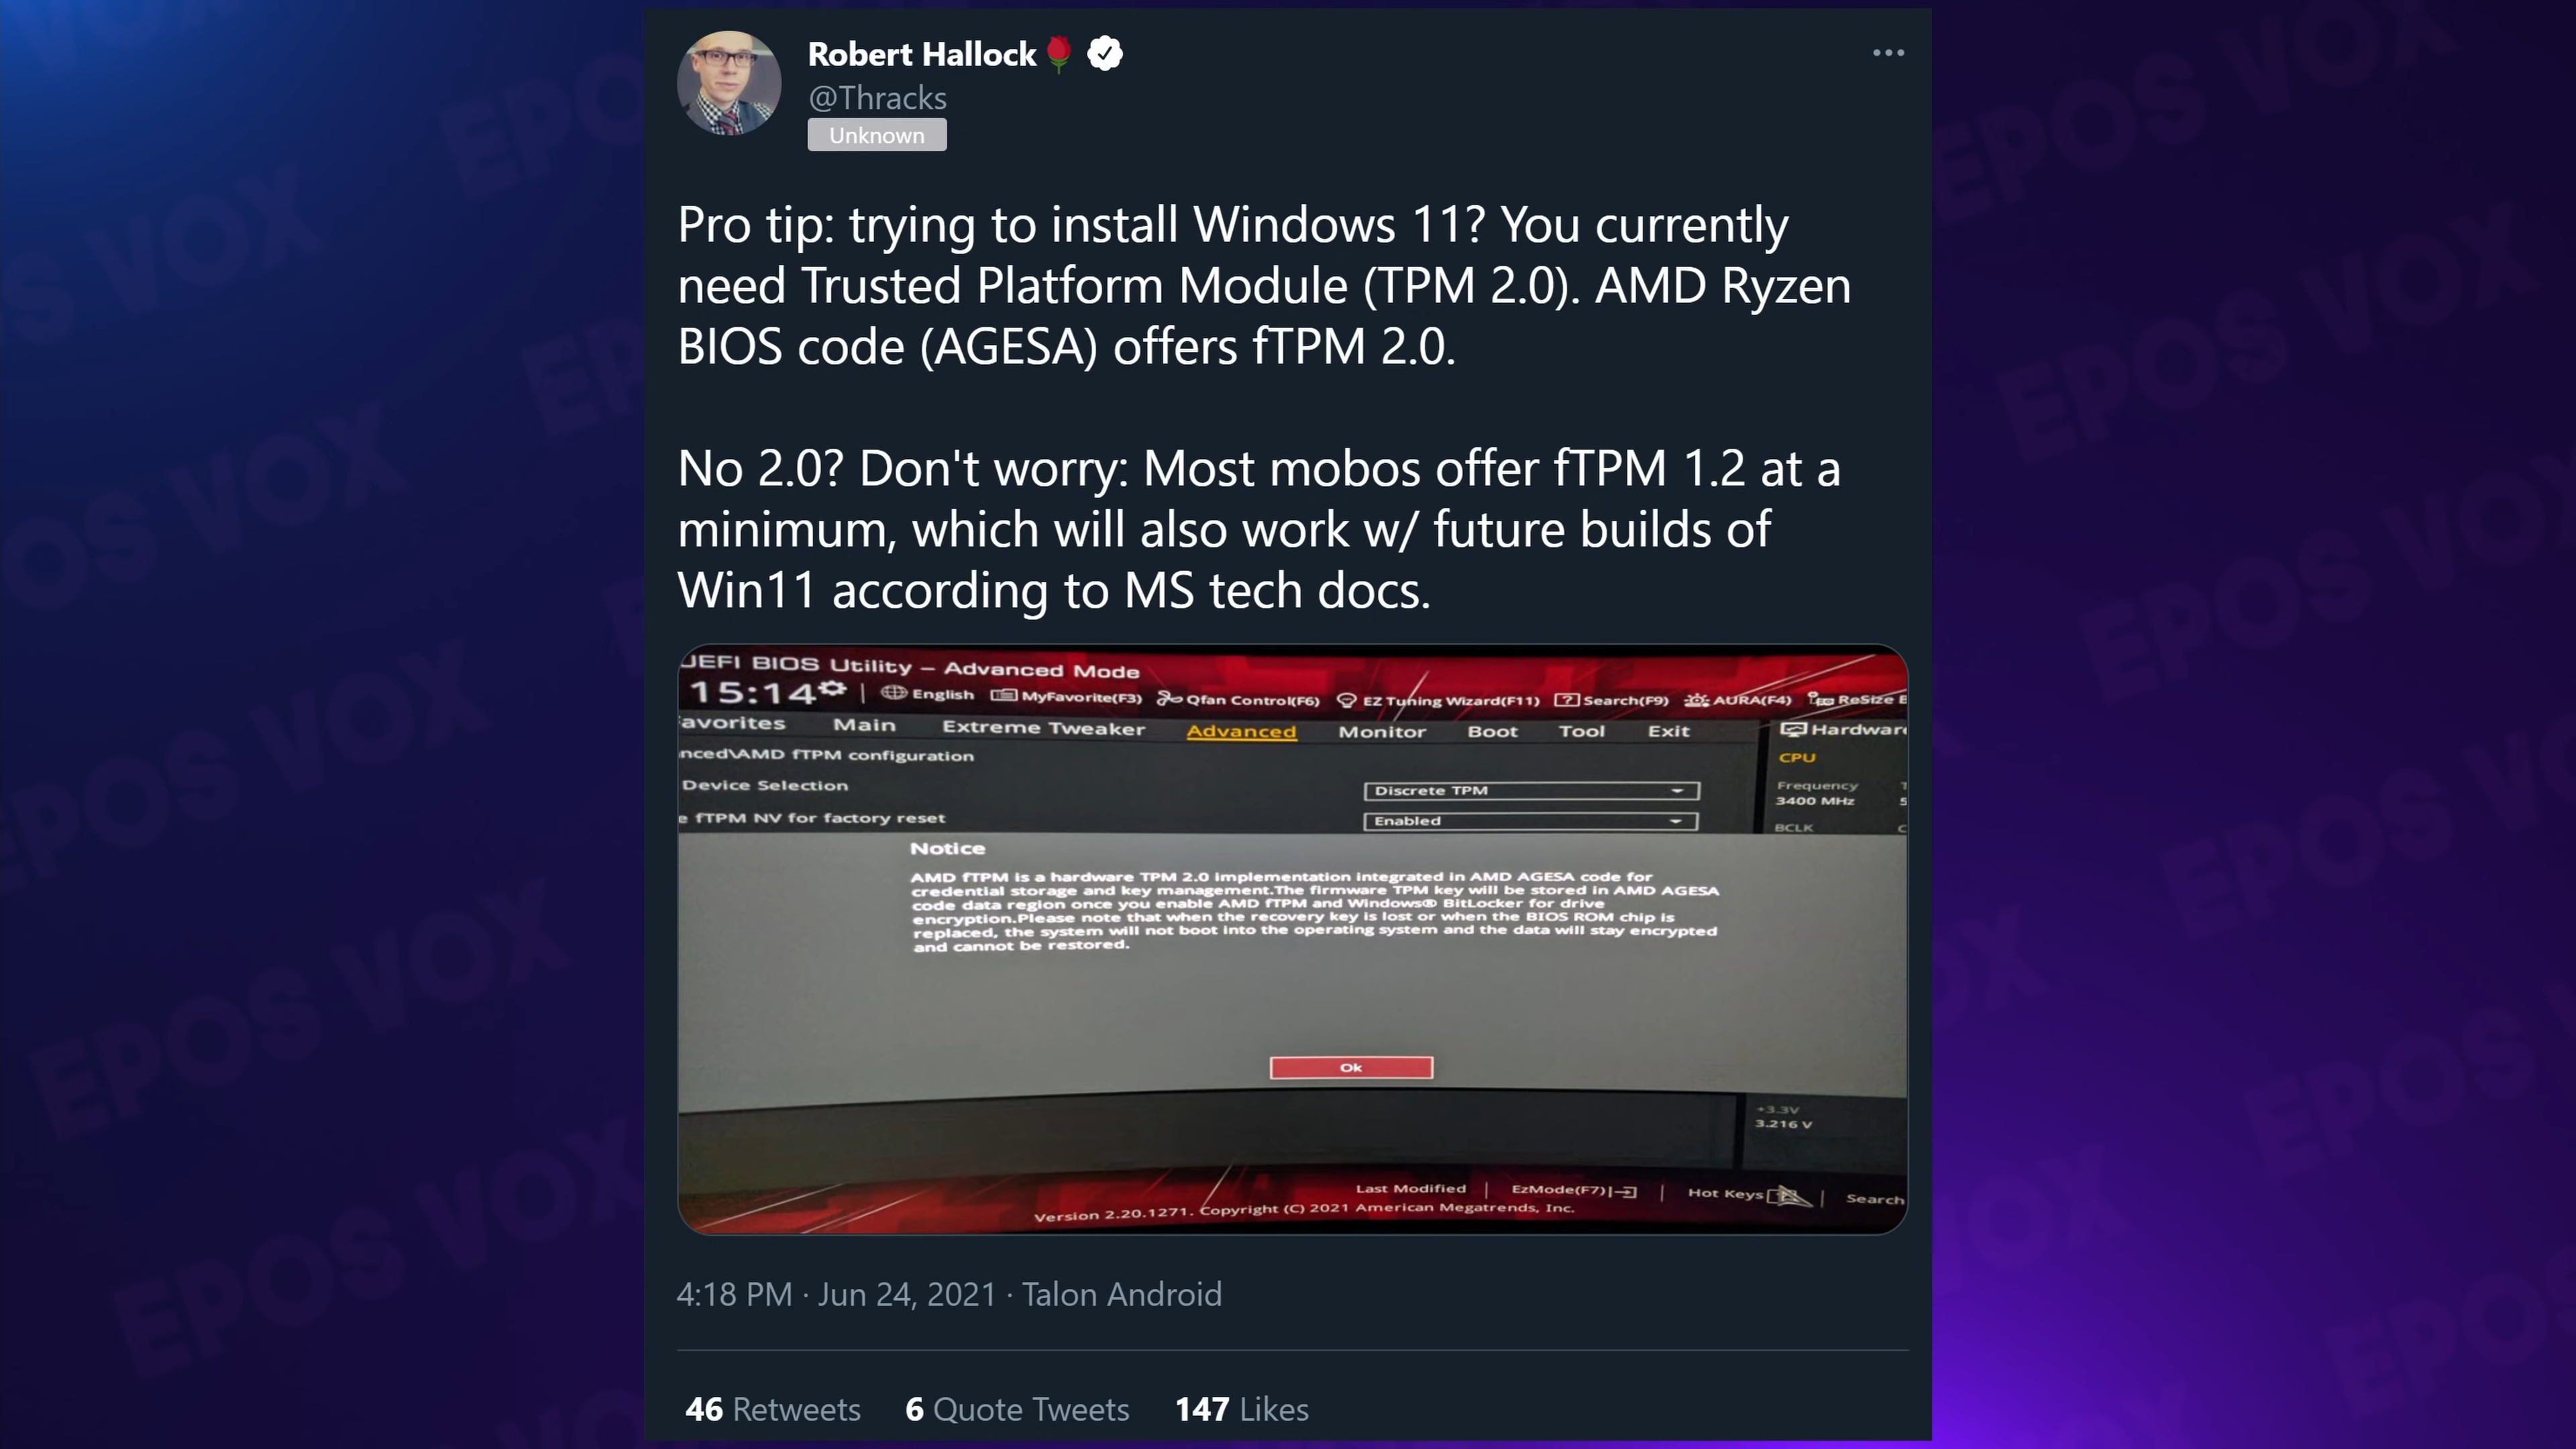 Robert Hallock
@Thracks
Unknown
Pro tip: trying to install Windows 11? You currently
need Trusted Platform Module (TPM 2.0). AMD Ryzen
BIOS code (AGESA) offers fTPM 2.0.
No 2.0? Don't worry: Most mobos offer fTPM 1.2 at a
minimum, which will also work w/ future builds of
Win11 according to MS tech docs.
UEFI BIOS Utility – Advanced Mode
15:14 English MyFavorite(F3) Qfan Control(F6) EZ Tuning Wizard(F11) Search(F9) AURA(F4) ReSize
avorites Main Extreme Tweaker Advanced Monitor Boot Tool Exit Hardware
nced\AMD fTPM configuration
CPU
Device Selection Discrete TPM
Frequency
3400 MHz
e fTPM NV for factory reset Enabled
BCLK
Notice
AMD fTPM is a hardware TPM 2.0 implementation integrated in AMD AGESA code for
credential storage and key management.The firmware TPM key will be stored in AMD AGESA
code data region once you enable AMD fTPM and Windows® BitLocker for drive
encryption.Please note that when the recovery key is lost or when the BIOS ROM chip is
replaced, the system will not boot into the operating system and the data will stay encrypted
and cannot be restored.
Ok
+3.3V
3.216 V
Last Modified EzMode(F7) Hot Keys Search
Version 2.20.1271. Copyright (C) 2021 American Megatrends, Inc.
4:18 PM · Jun 24, 2021 · Talon Android
46 Retweets 6 Quote Tweets 147 Likes
EPOS VOX